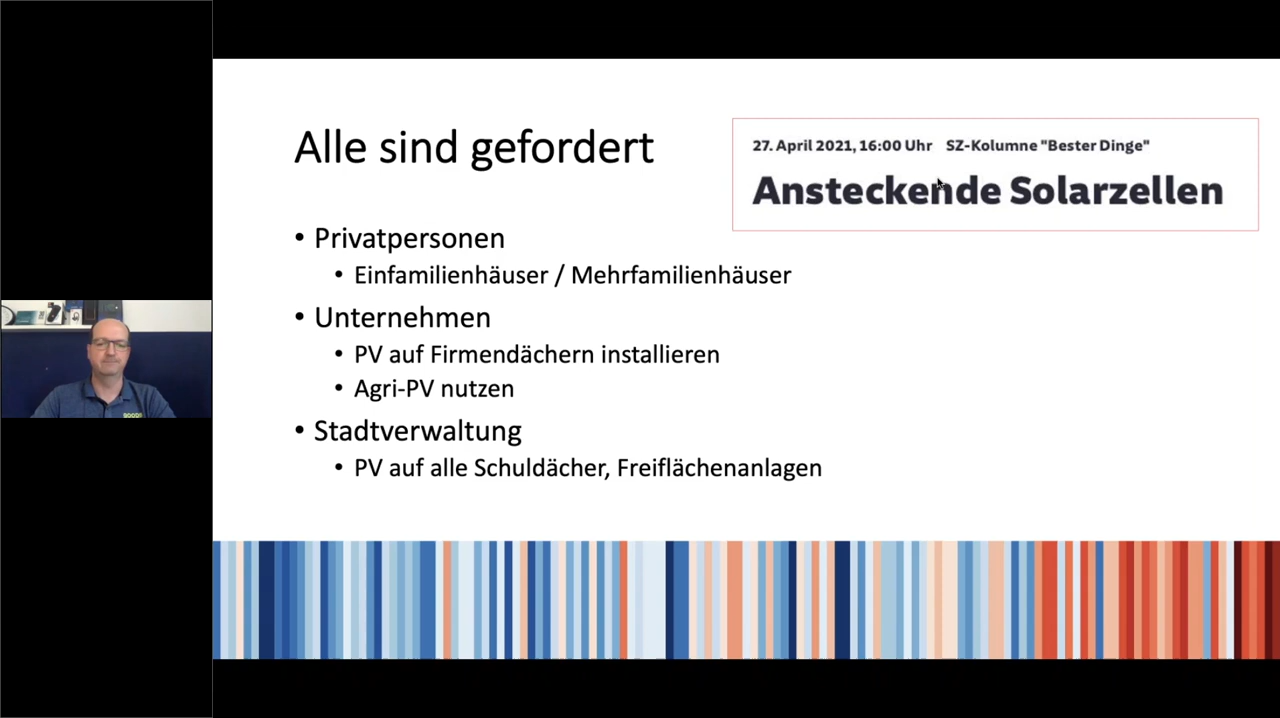 Alle sind gefordert
27. April 2021, 16:00 Uhr SZ-Kolumne "Bester Dinge"
Ansteckende Solarzellen
• Privatpersonen
• Einfamilienhäuser / Mehrfamilienhäuser
• Unternehmen
• PV auf Firmendächern installieren
• Agri-PV nutzen
• Stadtverwaltung
• PV auf alle Schuldächer, Freiflächenanlagen